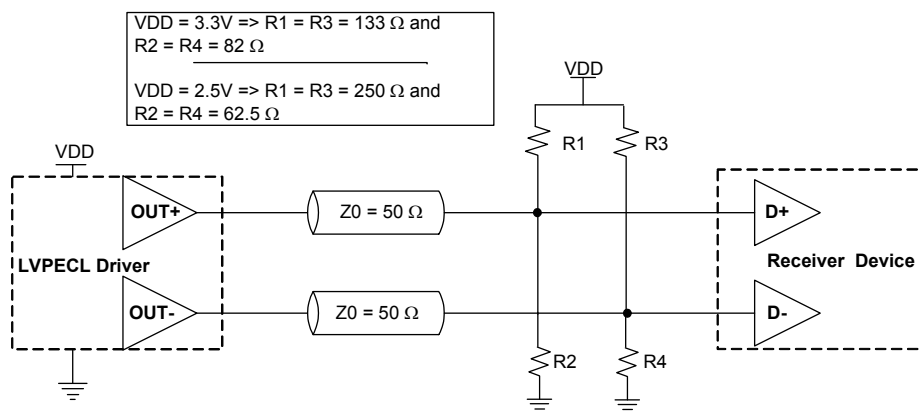 VDD = 3.3V => R1 = R3 = 133 Ω and
R2 = R4 = 82 Ω
VDD = 2.5V => R1 = R3 = 250 Ω and
R2 = R4 = 62.5 Ω
VDD
R1
R3
VDD
OUT+
Z0 = 50 Ω
D+
LVPECL Driver
Receiver Device
OUT-
Z0 = 50 Ω
D-
R2
R4